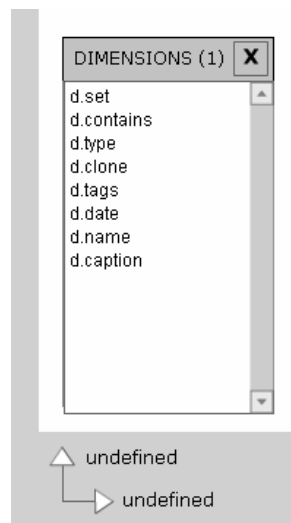 DIMENSIONS (1) X
d.set
d.contains
d.type
d.clone
d.tags
d.date
d.name
d.caption
undefined
undefined